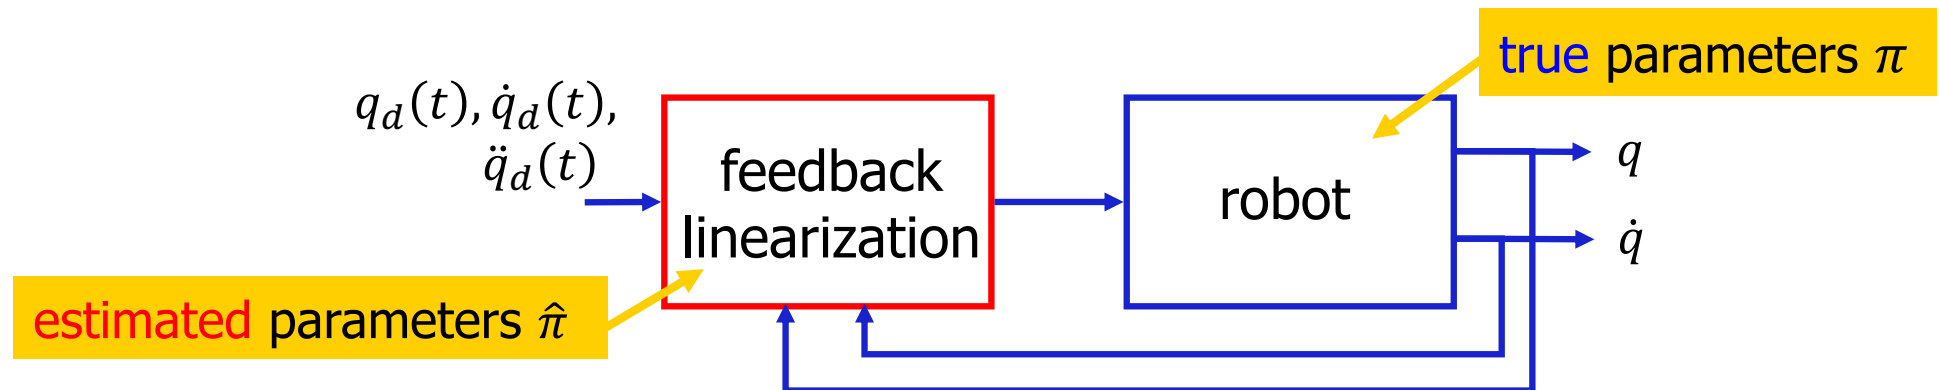 true parameters π
q_d(t), q̇_d(t),
q̈_d(t)
feedback
linearization
robot
q
q̇
estimated parameters π̂